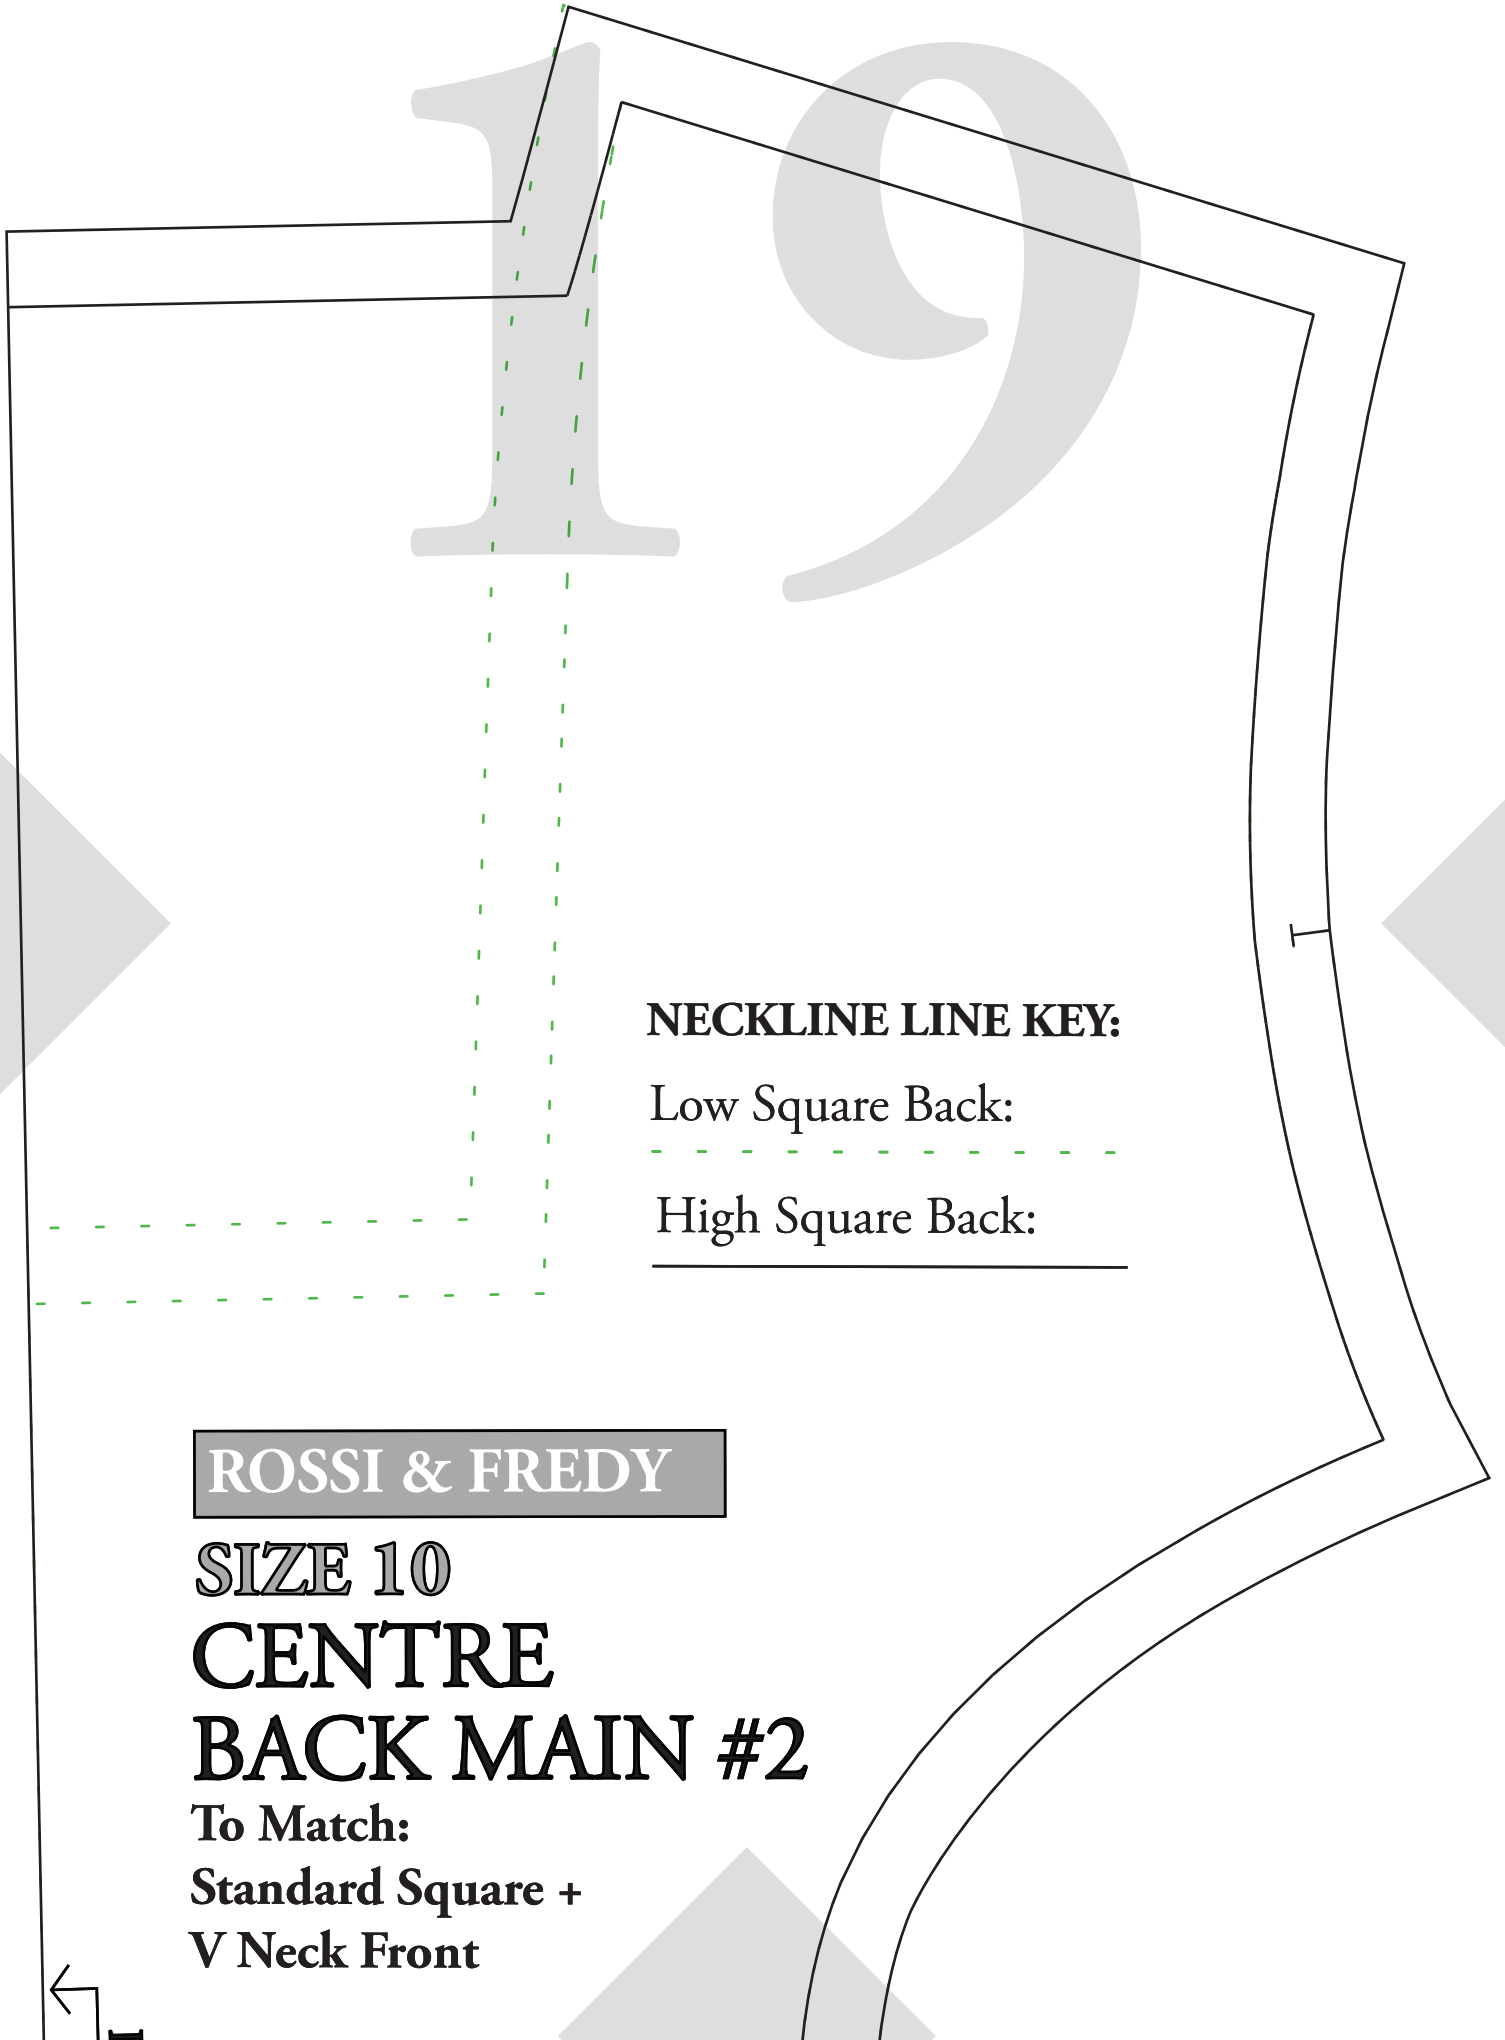 19
NECKLINE LINE KEY:
Low Square Back:
High Square Back:
ROSSI & FREDY
SIZE 10
CENTRE
BACK MAIN #2
To Match:
Standard Square +
V Neck Front